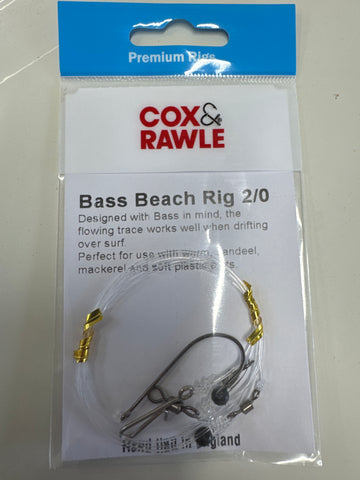 Premium Rigs
COX&
RAWLE
Bass Beach Rig 2/0
Designed with Bass in mind, the
flowing trace works well when drifting
over surf.
Perfect for use with
mackerel and soft plastic
in England